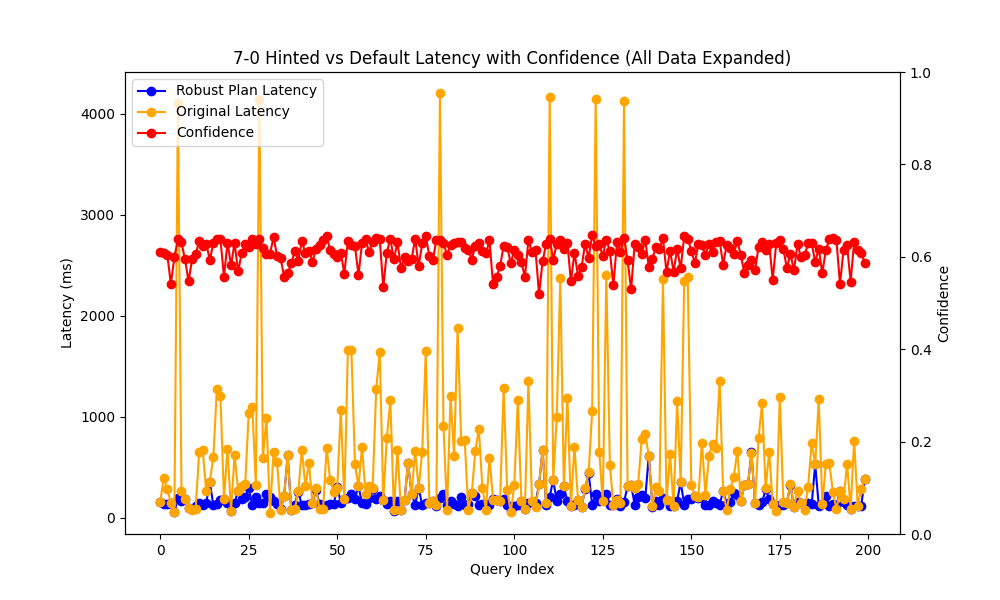 7-0 Hinted vs Default Latency with Confidence (All Data Expanded)
Robust Plan Latency
Original Latency
Confidence
Latency (ms)
4000
3000
2000
1000
0
1.0
0.8
0.6
0.4
0.2
0.0
Confidence
0 25 50 75 100 125 150 175 200
Query Index